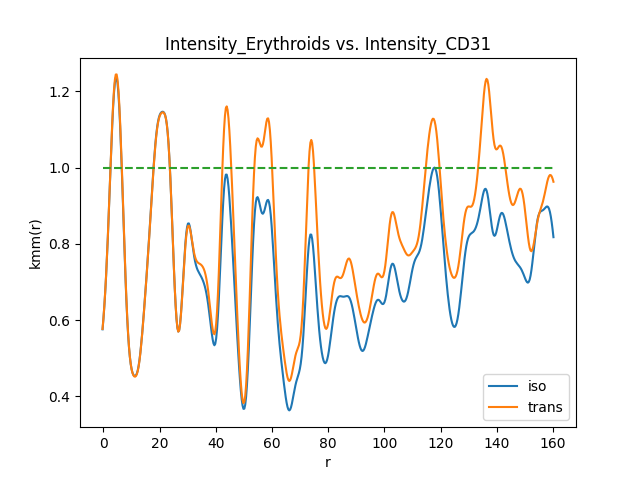 Intensity_Erythroids vs. Intensity_CD31
kmm(r)
1.2
1.0
0.8
0.6
0.4
0 20 40 60 80 100 120 140 160
r
iso
trans